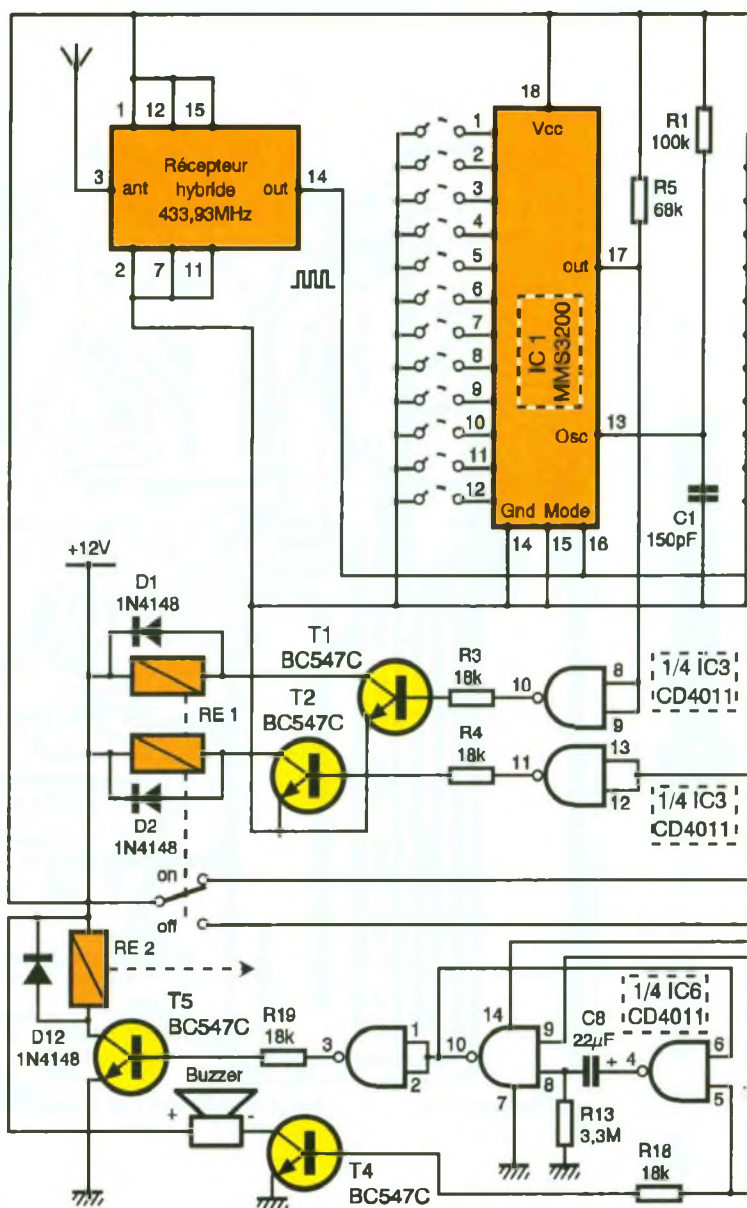 1
12
15
3
ant
Récepteur
hybride
433,93MHz
out
14
2
7
11
18
Vcc
1
2
3
4
5
6
7
8
9
10
11
12
out
17
IC 1
MMS3200
Osc
13
Gnd
Mode
14
15
16
R1
100k
R5
68k
C1
150pF
+12V
D1
1N4148
RE 1
D2
1N4148
T1
BC547C
T2
BC547C
R3
18k
10
8
9
1/4 IC3
CD4011
R4
18k
11
13
12
1/4 IC3
CD4011
on
off
RE 2
D12
1N4148
T5
BC547C
R19
18k
3
1
2
10
14
9
8
7
C8
22µF
+
4
1/4 IC6
CD4011
6
5
R13
3,3M
Buzzer
+
-
T4
BC547C
R18
18k